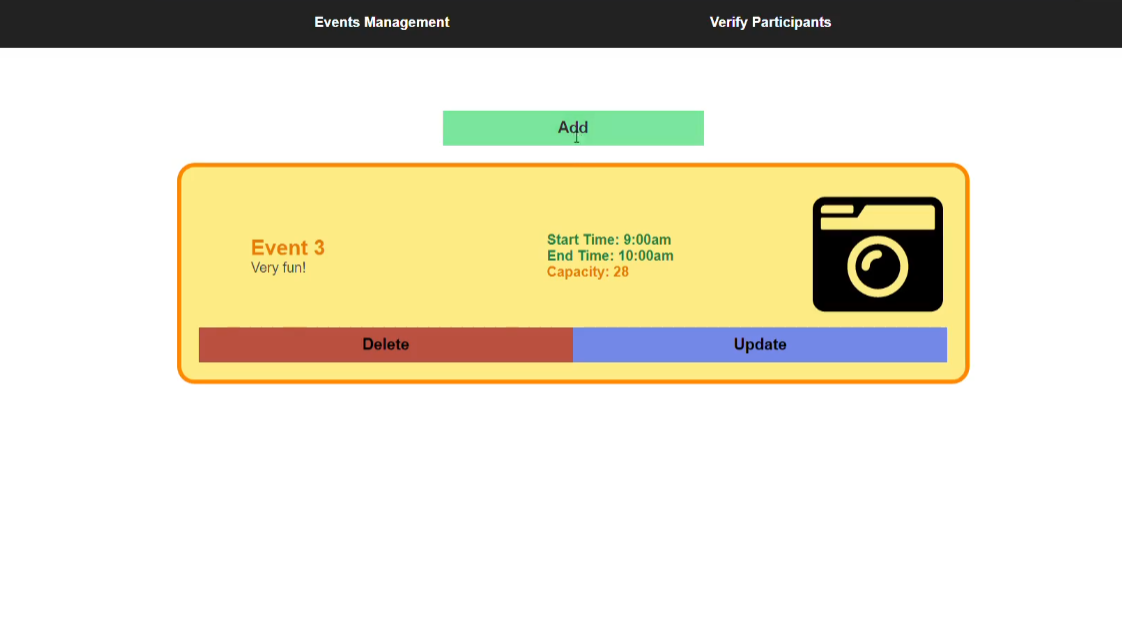 Events Management
Verify Participants
Add
Event 3
Very fun!
Start Time: 9:00am
End Time: 10:00am
Capacity: 28
Delete
Update